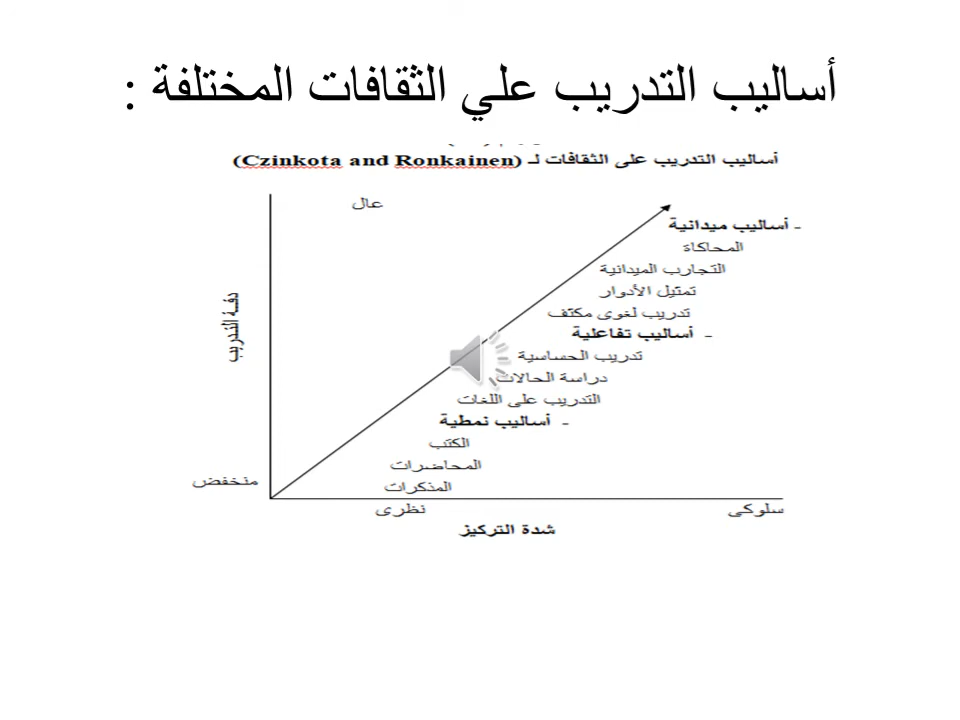 أساليب التدريب علي الثقافات المختلفة :
أساليب التدريب على الثقافات لـ (Czinkota and Ronkainen)
عال
- أساليب ميدانية
المحاكاة
التجارب الميدانية
تمثيل الأدوار
تدريب لغوى مكثف
- أساليب تفاعلية
تدريب الحساسية
دراسة الحالات
التدريب على اللغات
- أساليب نمطية
الكتب
المحاضرات
المذكرات
دقة التدريب
منخفض
نظرى
سلوكى
شدة التركيز